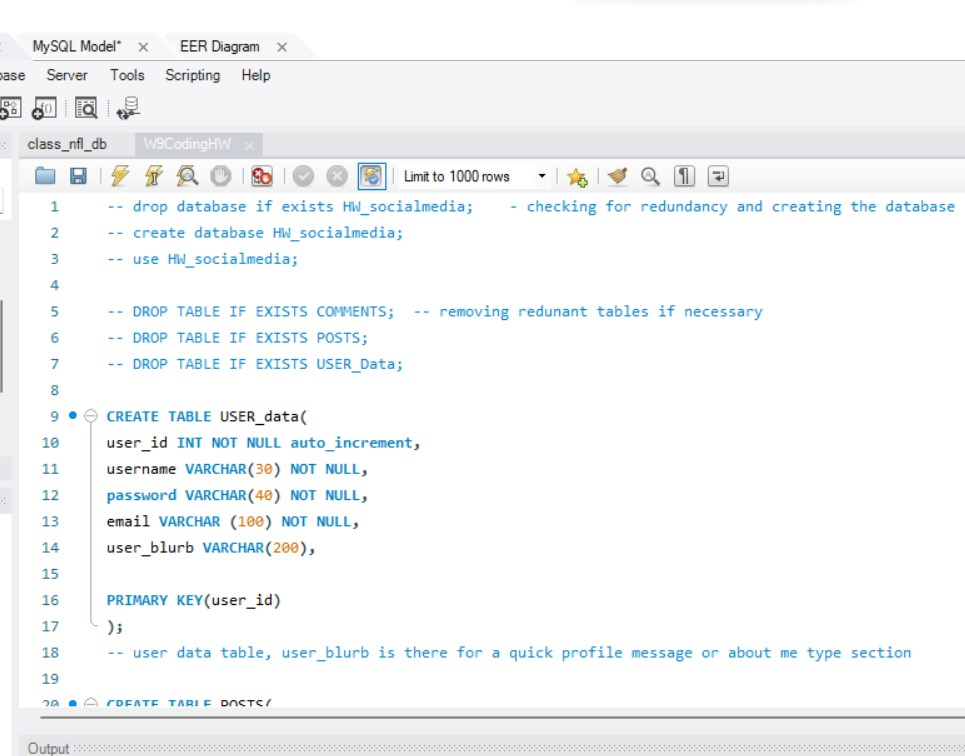 MySQL Model* × EER Diagram ×
Server Tools Scripting Help
class_nfl_db W9CodingHW ×
Limit to 1000 rows
1 -- drop database if exists HW_socialmedia; - checking for redundancy and creating the database
2 -- create database HW_socialmedia;
3 -- use HW_socialmedia;
4
5 -- DROP TABLE IF EXISTS COMMENTS; -- removing redunant tables if necessary
6 -- DROP TABLE IF EXISTS POSTS;
7 -- DROP TABLE IF EXISTS USER_Data;
8
9 CREATE TABLE USER_data(
10 user_id INT NOT NULL auto_increment,
11 username VARCHAR(30) NOT NULL,
12 password VARCHAR(40) NOT NULL,
13 email VARCHAR (100) NOT NULL,
14 user_blurb VARCHAR(200),
15
16 PRIMARY KEY(user_id)
17 );
18 -- user data table, user_blurb is there for a quick profile message or about me type section
19
20 CREATE TABLE POSTS(
Output